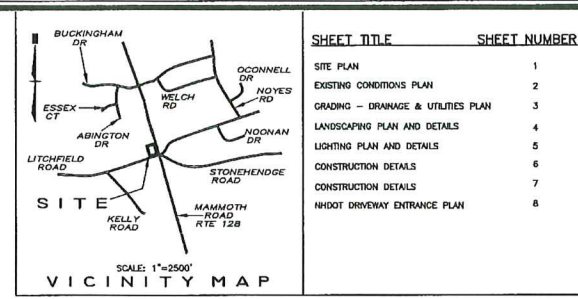 BUCKINGHAM
DR
OCONNELL
DR
WELCH
RD
NOYES
RD
ESSEX
CT
ABINGTON
DR
NOONAN
DR
LITCHFIELD
ROAD
STONEHENDGE
ROAD
SITE
KELLY
ROAD
MAMMOTH
ROAD
RTE 128
SCALE: 1"=2500'
VICINITY MAP
SHEET TITLE SHEET NUMBER
SITE PLAN 1
EXISTING CONDITIONS PLAN 2
GRADING - DRAINAGE & UTILITIES PLAN 3
LANDSCAPING PLAN AND DETAILS 4
LIGHTING PLAN AND DETAILS 5
CONSTRUCTION DETAILS 6
CONSTRUCTION DETAILS 7
NHDOT DRIVEWAY ENTRANCE PLAN 8